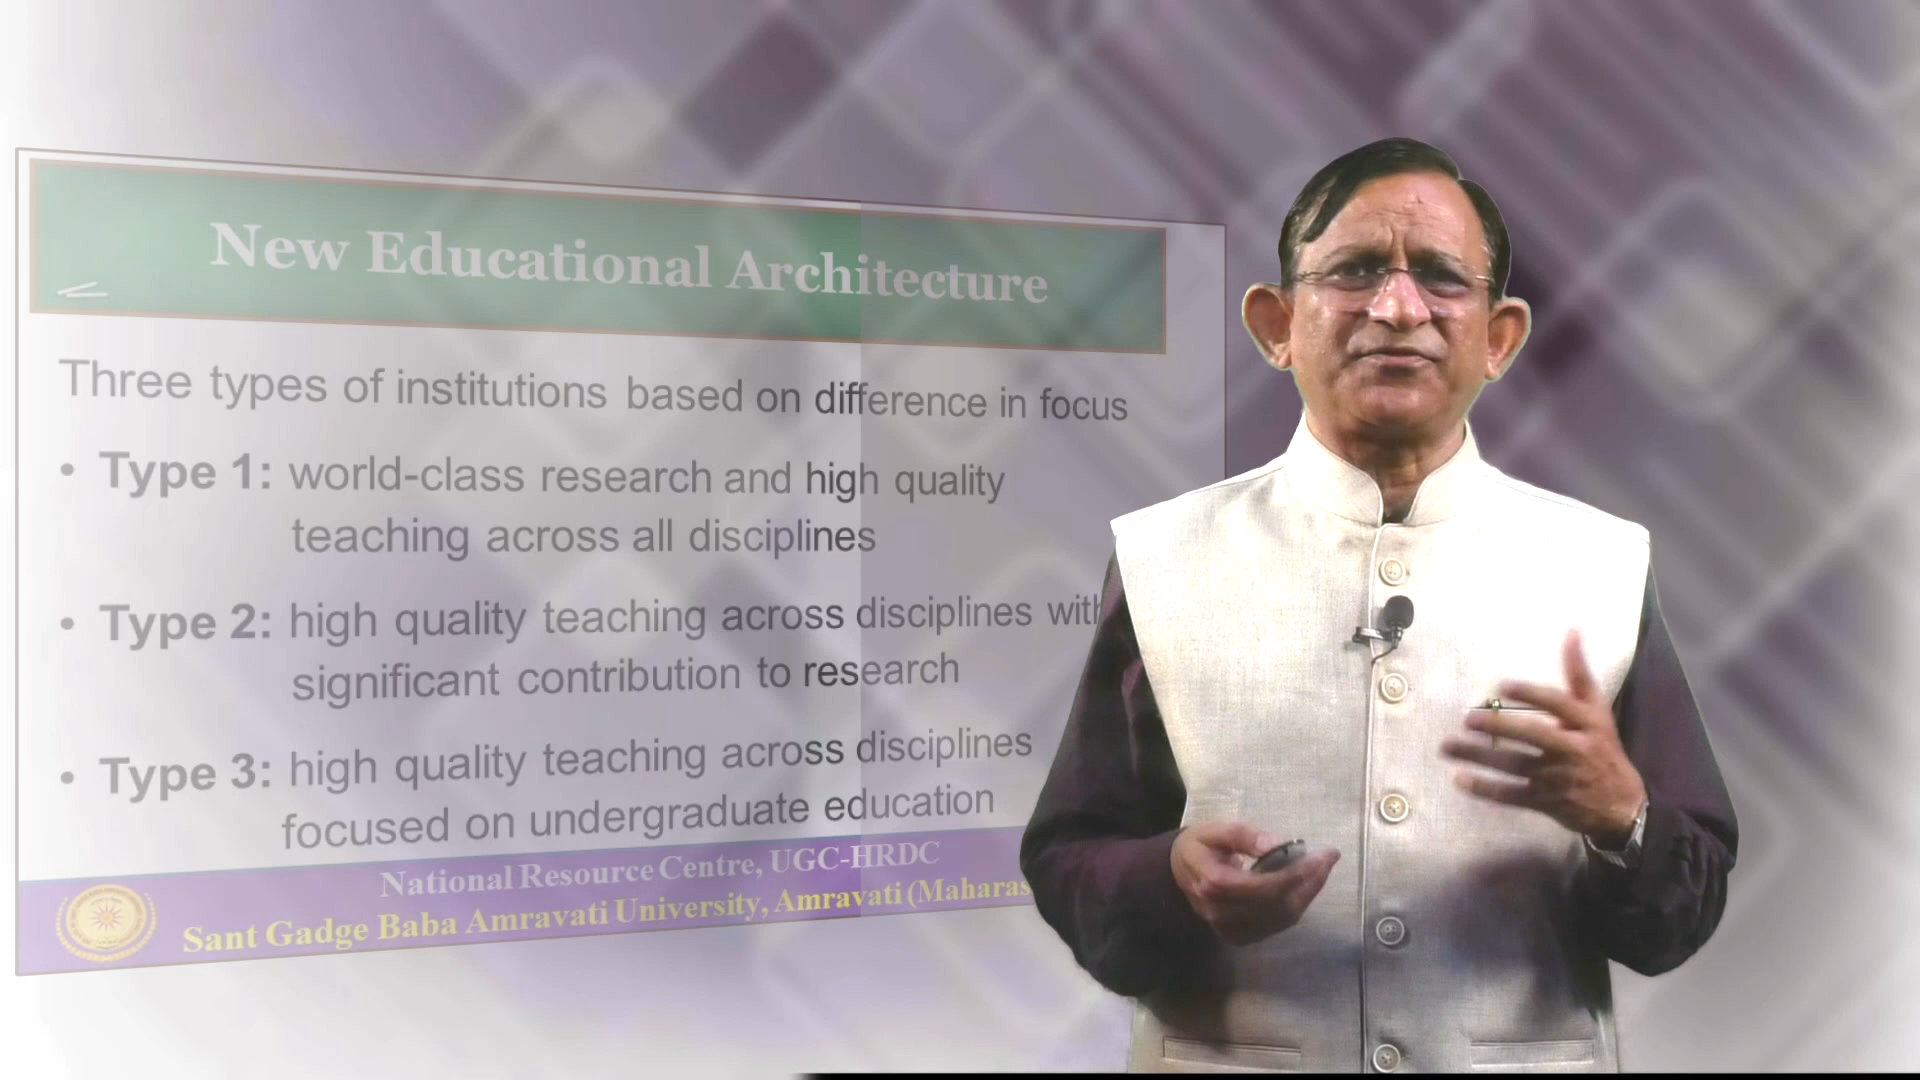 New Educational Architecture
Three types of institutions based on difference in focus
• Type 1: world-class research and high quality
teaching across all disciplines
• Type 2: high quality teaching across disciplines with
significant contribution to research
• Type 3: high quality teaching across disciplines
focused on undergraduate education
National Resource Centre, UGC-HRDC
Sant Gadge Baba Amravati University, Amravati (Maharas